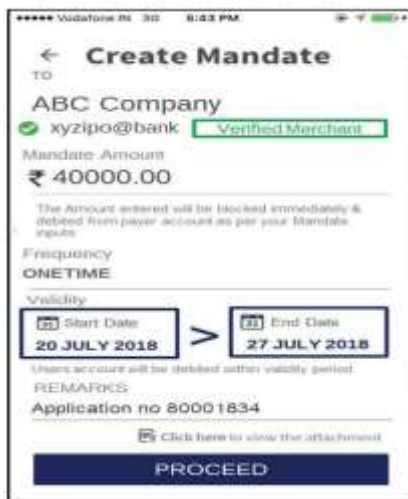 Vodafone IN 3G 6:43 PM
← Create Mandate
TO
ABC Company
xyzipo@bank Verified Merchant
Mandate Amount
₹ 40000.00
The Amount entered will be blocked immediately &
debited from payer account as per your Mandate
inputs
Frequency
ONETIME
Validity
31 Start Date > 31 End Date
20 JULY 2018 27 JULY 2018
Users account will be debited within validity period
REMARKS
Application no 80001834
Click here to view the attachment
PROCEED